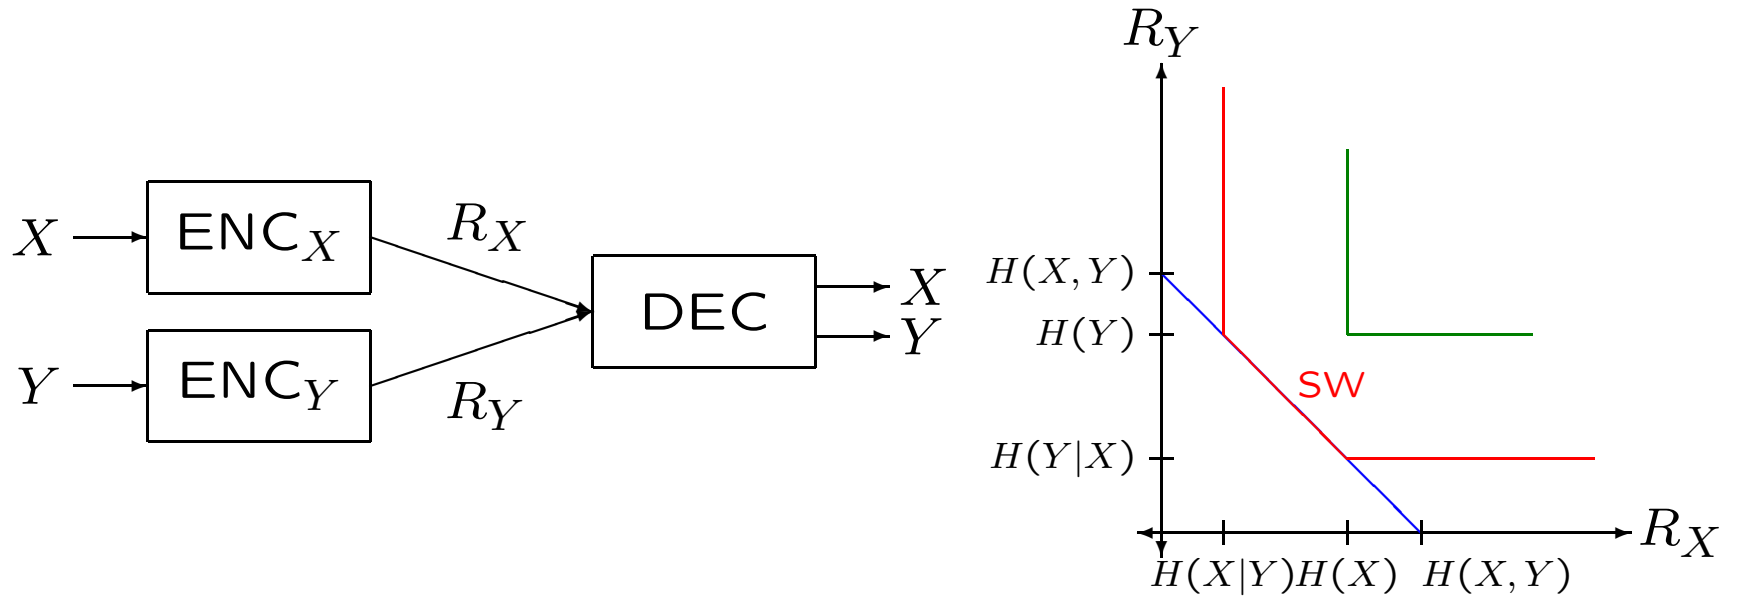 X
ENC_X
R_X
Y
ENC_Y
R_Y
DEC
X
Y
R_Y
H(X, Y)
H(Y)
SW
H(Y|X)
R_X
H(X|Y) H(X) H(X, Y)